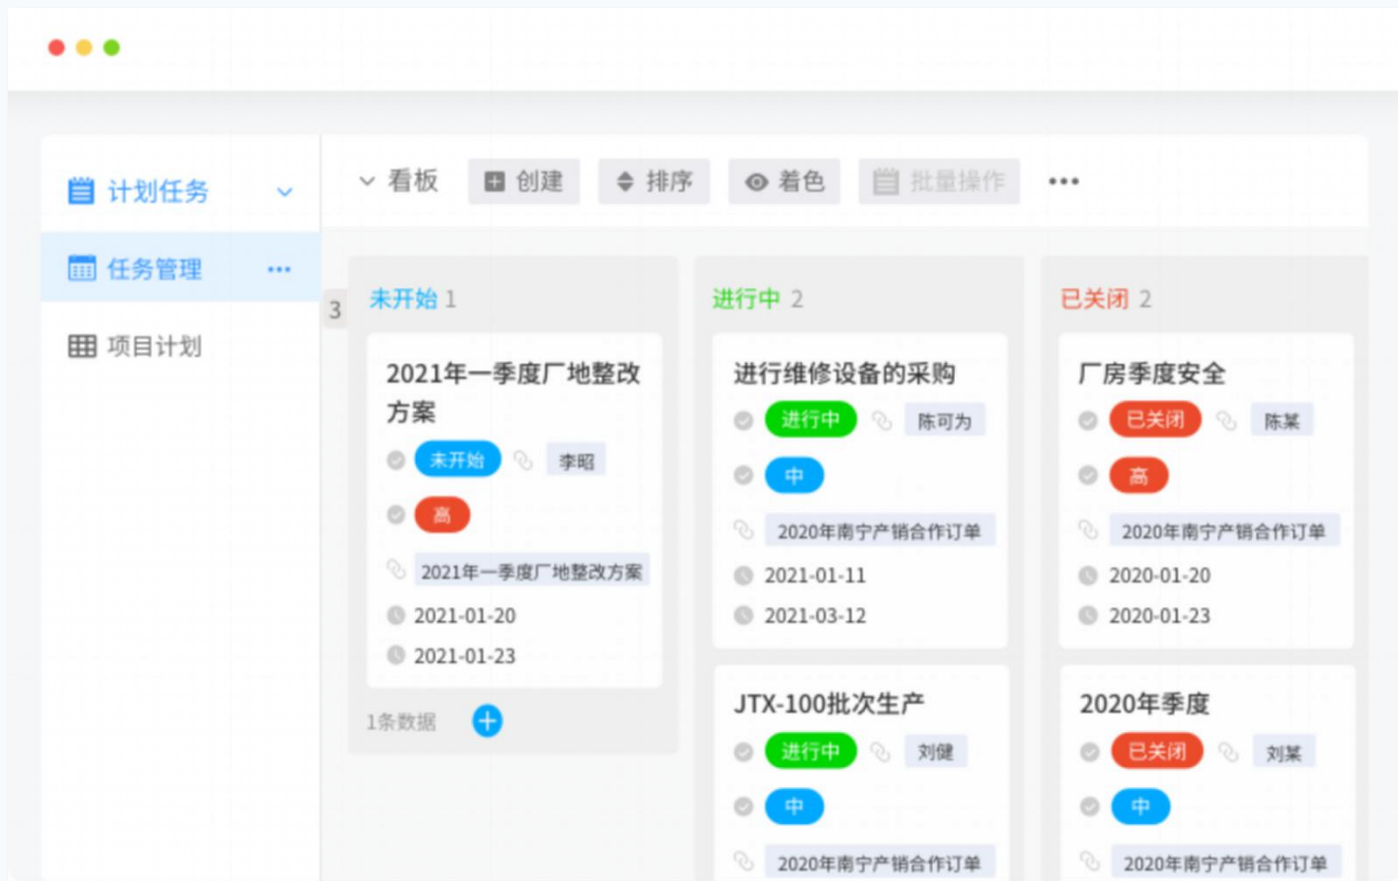 计划任务
任务管理
项目计划
看板 创建 排序 着色 批量操作
3
未开始 1
2021年一季度厂地整改
方案
未开始 李昭
高
2021年一季度厂地整改方案
2021-01-20
2021-01-23
1条数据
进行中 2
进行维修设备的采购
进行中 陈可为
中
2020年南宁产销合作订单
2021-01-11
2021-03-12
JTX-100批次生产
进行中 刘健
中
2020年南宁产销合作订单
已关闭 2
厂房季度安全
已关闭 陈某
高
2020年南宁产销合作订单
2020-01-20
2020-01-23
2020年季度
已关闭 刘某
中
2020年南宁产销合作订单